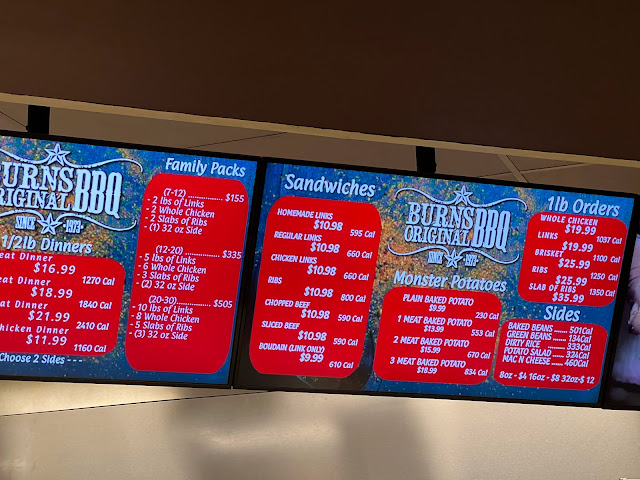 BURNS
ORIGINAL BBQ
SINCE 1973
1/2lb Dinners
eat Dinner
$16.99
1270 Cal
eat Dinner
$18.99
1840 Cal
at Dinner
$21.99
2410 Cal
hicken Dinner
$11.99
1160 Cal
Choose 2 Sides ----
Family Packs
(7-12) ................... $155
- 2 lbs of Links
- 2 Whole Chicken
- 2 Slabs of Ribs
- (1) 32 oz Side
(12-20) ................. $335
- 5 lbs of Links
- 6 Whole Chicken
- 3 Slabs of Ribs
- (2) 32 oz Side
(20-30) ................. $505
- 10 lbs of Links
- 8 Whole Chicken
- 5 Slabs of Ribs
- (3) 32 oz Side
Sandwiches
HOMEMADE LINKS
$10.98 595 Cal
REGULAR LINKS
$10.98 660 Cal
CHICKEN LINKS
$10.98 660 Cal
RIBS
$10.98 800 Cal
CHOPPED BEEF
$10.98 590 Cal
SLICED BEEF
$10.98 590 Cal
BOUDAIN (LINK ONLY)
$9.99
610 Cal
BURNS
ORIGINAL BBQ
SINCE 1973
Monster Potatoes
PLAIN BAKED POTATO
$9.99 230 Cal
1 MEAT BAKED POTATO
$13.99 553 Cal
2 MEAT BAKED POTATO
$15.99 670 Cal
3 MEAT BAKED POTATO
$18.99 834 Cal
1lb Orders
WHOLE CHICKEN
$19.99
LINKS 1037 Cal
$19.99
BRISKET 1100 Cal
$25.99
RIBS 1250 Cal
$25.99
SLAB OF RIBS 1350 Cal
$35.99
Sides
BAKED BEANS ....... 501Cal
GREEN BEANS ....... 134Cal
DIRTY RICE ........... 333Cal
POTATO SALAD ..... 324Cal
MAC N CHEESE ...... 460Cal
8oz - $4 16oz - $8 32oz-$ 12